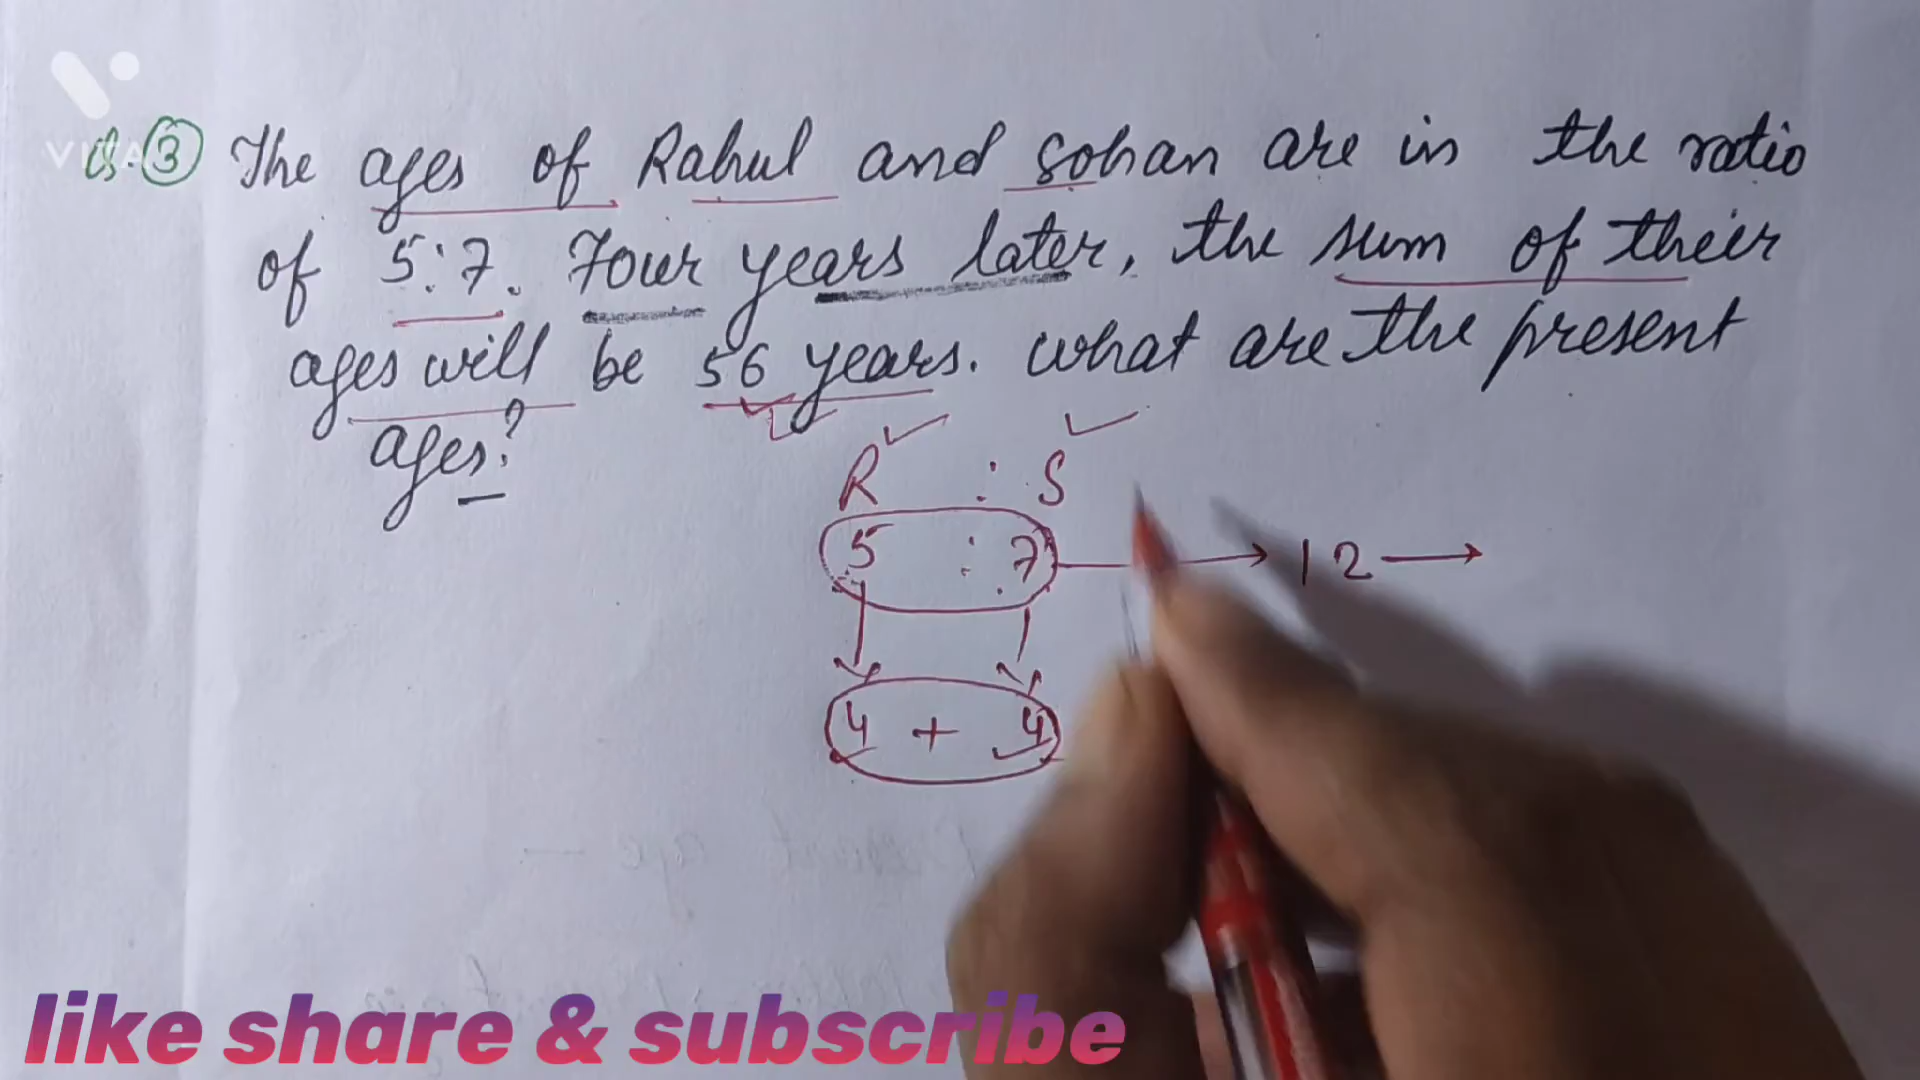 VITA
Q.3 The ages of Rahul and Sohan are in the ratio
of 5:7. Four years later, the sum of their
ages will be 56 years. what are the present
ages?
R : S
5 : 7 → 12 →
4 + 4
like share & subscribe